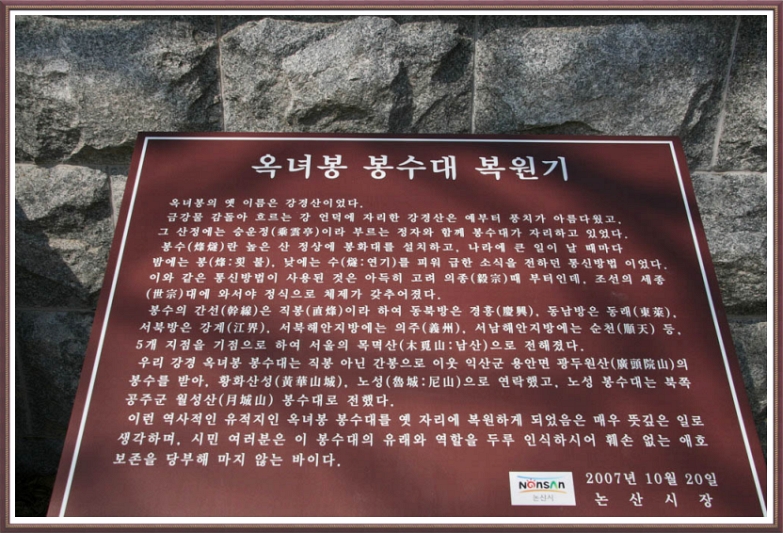 옥녀봉 봉수대 복원기
옥녀봉의 옛 이름은 강경산이었다.
금강물 감돌아 흐르는 강 언덕에 자리한 강경산은 예부터 풍치가 아름다웠고,
그 산정에는 승운정(乘雲亭)이라 부르는 정자와 함께 봉수대가 자리하고 있었다.
봉수(烽燧)란 높은 산 정상에 봉화대를 설치하고, 나라에 큰 일이 날 때마다
밤에는 봉(烽:횃 불), 낮에는 수(燧:연기)를 피워 급한 소식을 전하던 통신방법 이었다.
이와 같은 통신방법이 사용된 것은 아득히 고려 의종(毅宗)때 부터인데, 조선의 세종
(世宗)대에 와서야 정식으로 체제가 갖추어졌다.
봉수의 간선(幹線)은 직봉(直烽)이라 하여 동북방은 경흥(慶興), 동남방은 동래(東萊),
서북방은 강계(江界), 서북해안지방에는 의주(義州), 서남해안지방에는 순천(順天) 등,
5개 지점을 기점으로 하여 서울의 목멱산(木覓山:남산)으로 전해졌다.
우리 강경 옥녀봉 봉수대는 직봉 아닌 간봉으로 이웃 익산군 용안면 광두원산(廣頭院山)의
봉수를 받아, 황화산성(黃華山城), 노성(魯城:尼山)으로 연락했고, 노성 봉수대는 북쪽
공주군 월성산(月城山) 봉수대로 전했다.
이런 역사적인 유적지인 옥녀봉 봉수대를 옛 자리에 복원하게 되었음은 매우 뜻깊은 일로
생각하며, 시민 여러분은 이 봉수대의 유래와 역할을 두루 인식하시어 훼손 없는 애호
보존을 당부해 마지 않는 바이다.
NONSAN
논산시
2007년 10월 20일
논 산 시 장